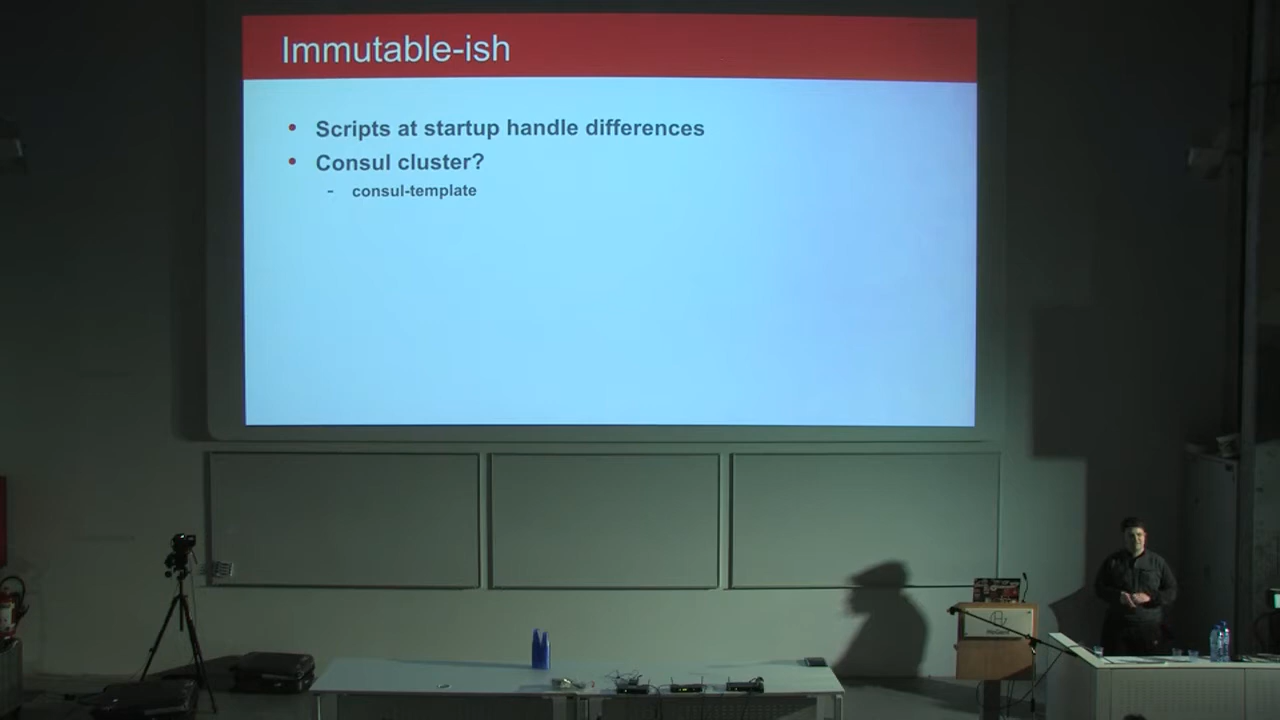 Immutable-ish
• Scripts at startup handle differences
• Consul cluster?
- consul-template